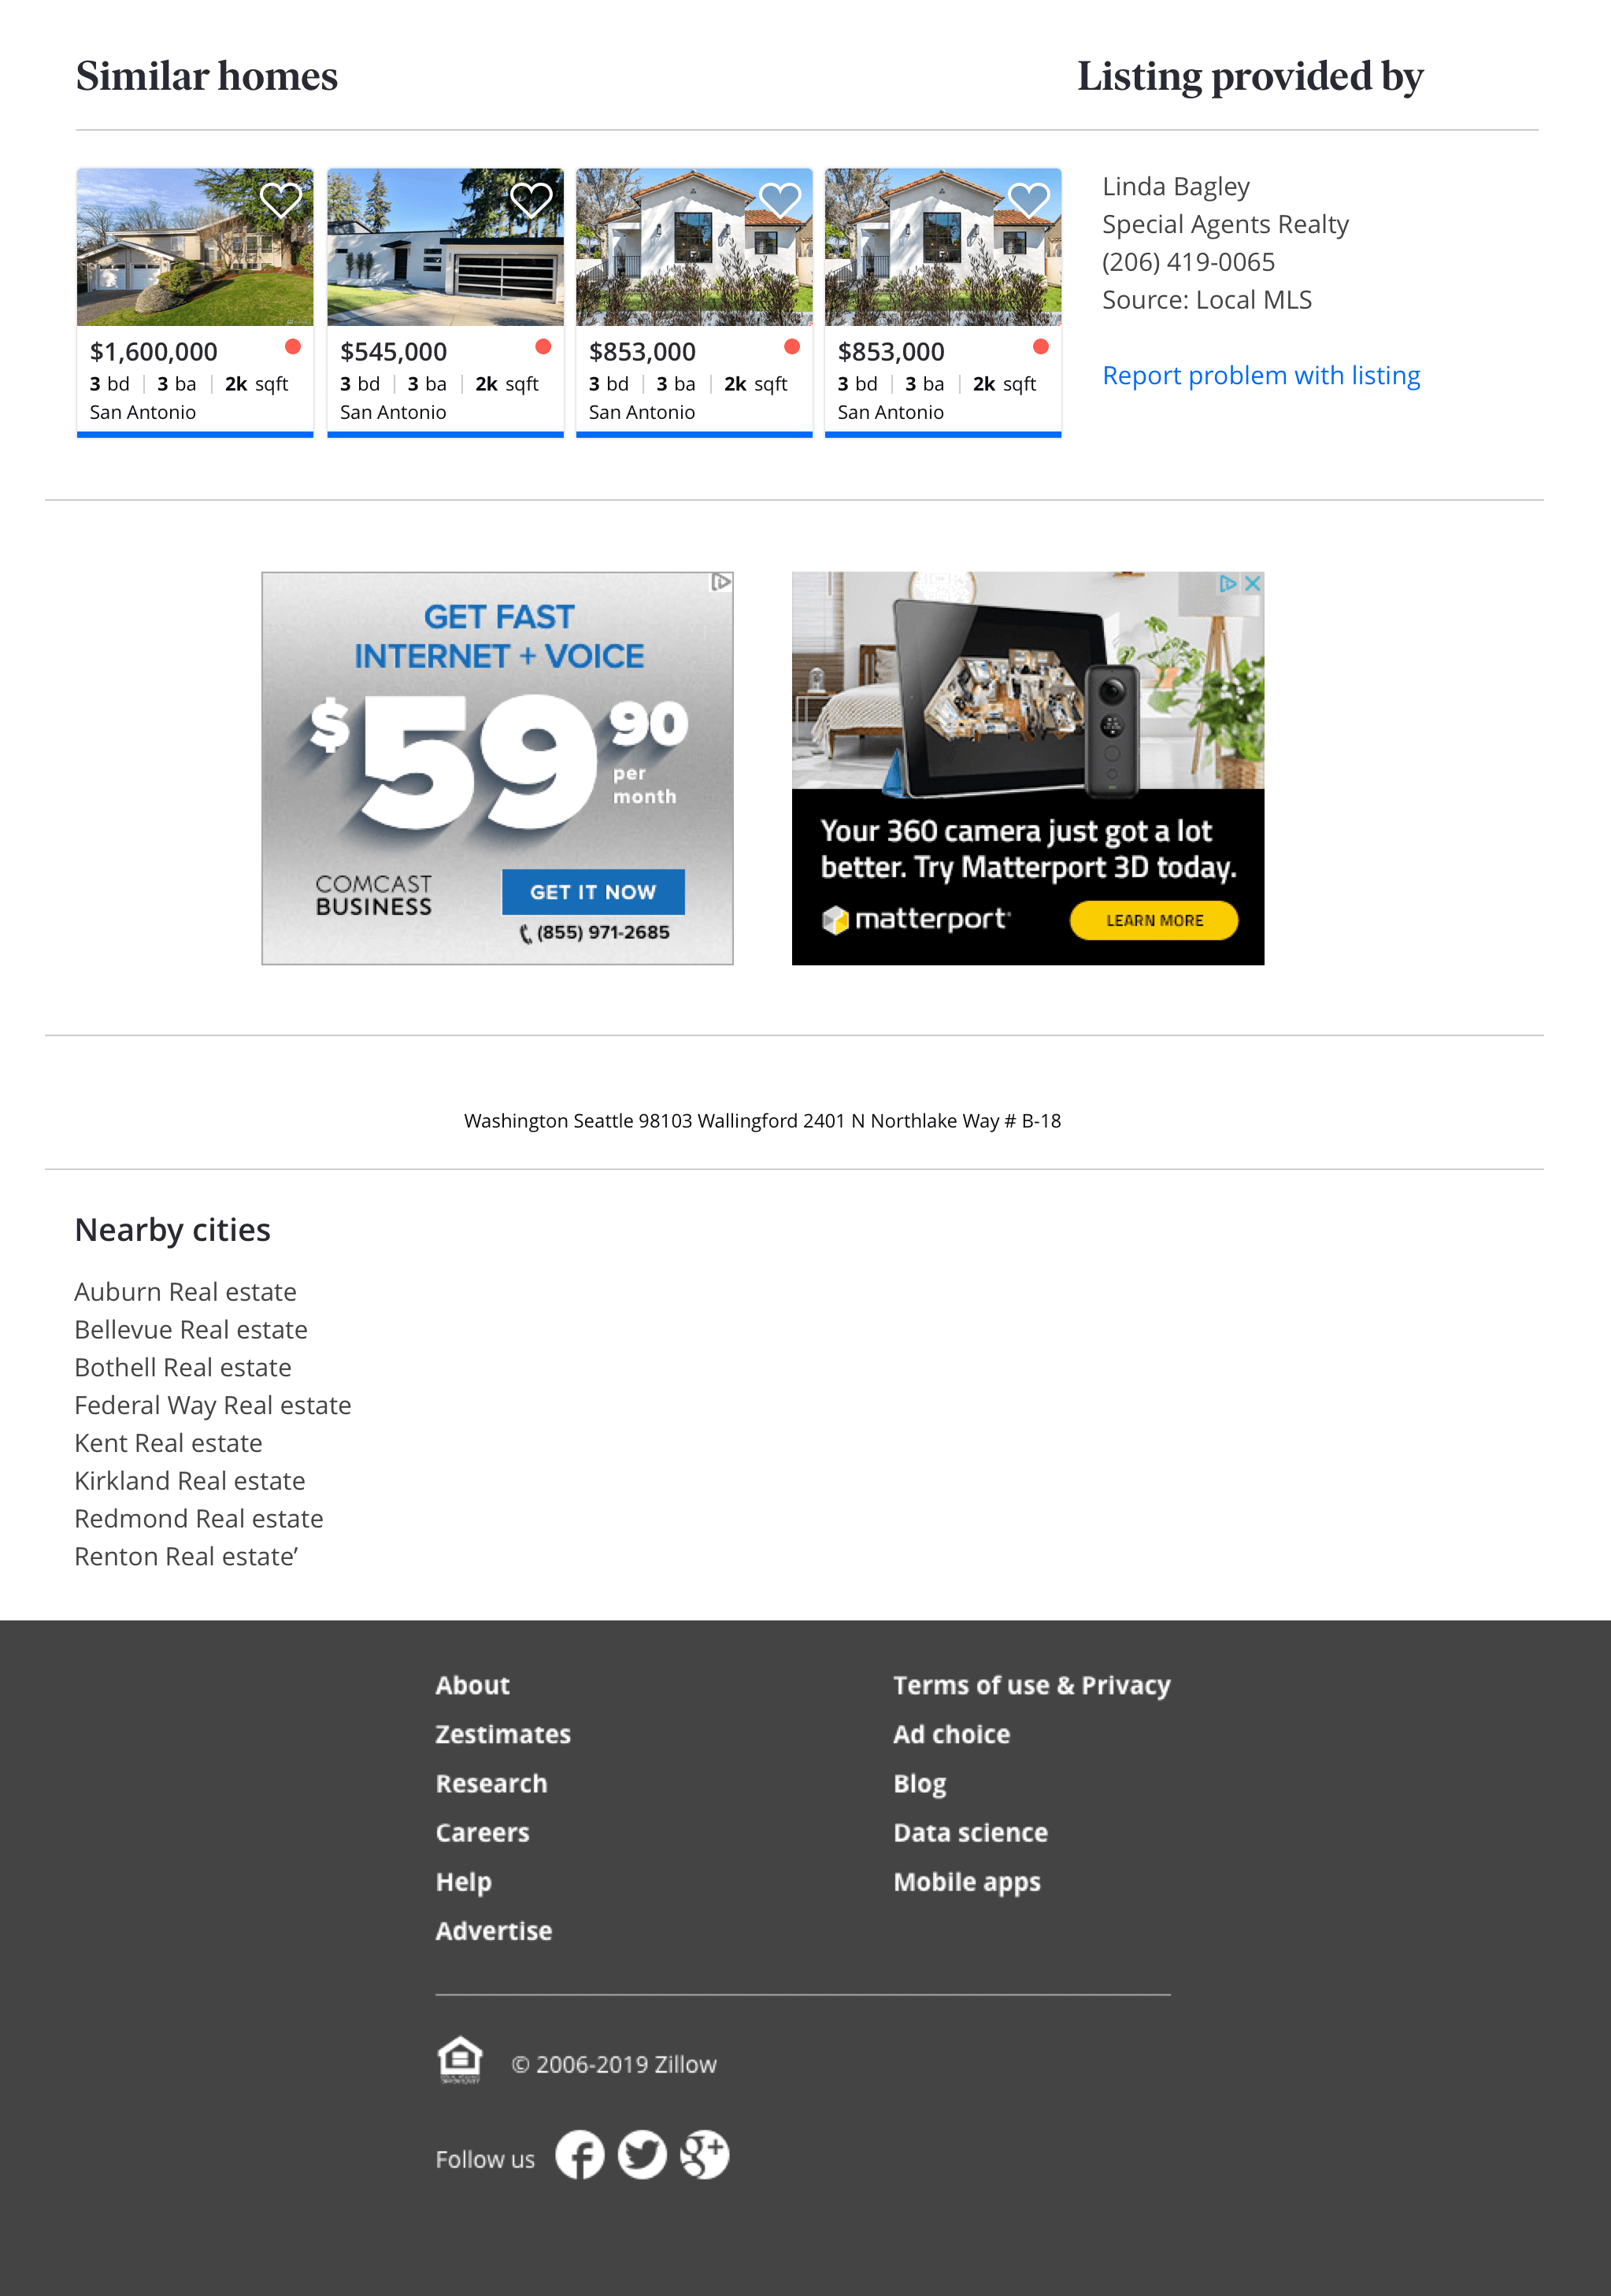 Similar homes
Listing provided by
$1,600,000
3 bd 3 ba 2k sqft
San Antonio
$545,000
3 bd 3 ba 2k sqft
San Antonio
$853,000
3 bd 3 ba 2k sqft
San Antonio
$853,000
3 bd 3 ba 2k sqft
San Antonio
Linda Bagley
Special Agents Realty
(206) 419-0065
Source: Local MLS
Report problem with listing
GET FAST
INTERNET + VOICE
$59 90
per
month
COMCAST
BUSINESS
GET IT NOW
(855) 971-2685
Your 360 camera just got a lot
better. Try Matterport 3D today.
matterport
LEARN MORE
Washington Seattle 98103 Wallingford 2401 N Northlake Way # B-18
Nearby cities
Auburn Real estate
Bellevue Real estate
Bothell Real estate
Federal Way Real estate
Kent Real estate
Kirkland Real estate
Redmond Real estate
Renton Real estate’
About
Zestimates
Research
Careers
Help
Advertise
Terms of use & Privacy
Ad choice
Blog
Data science
Mobile apps
© 2006-2019 Zillow
Follow us